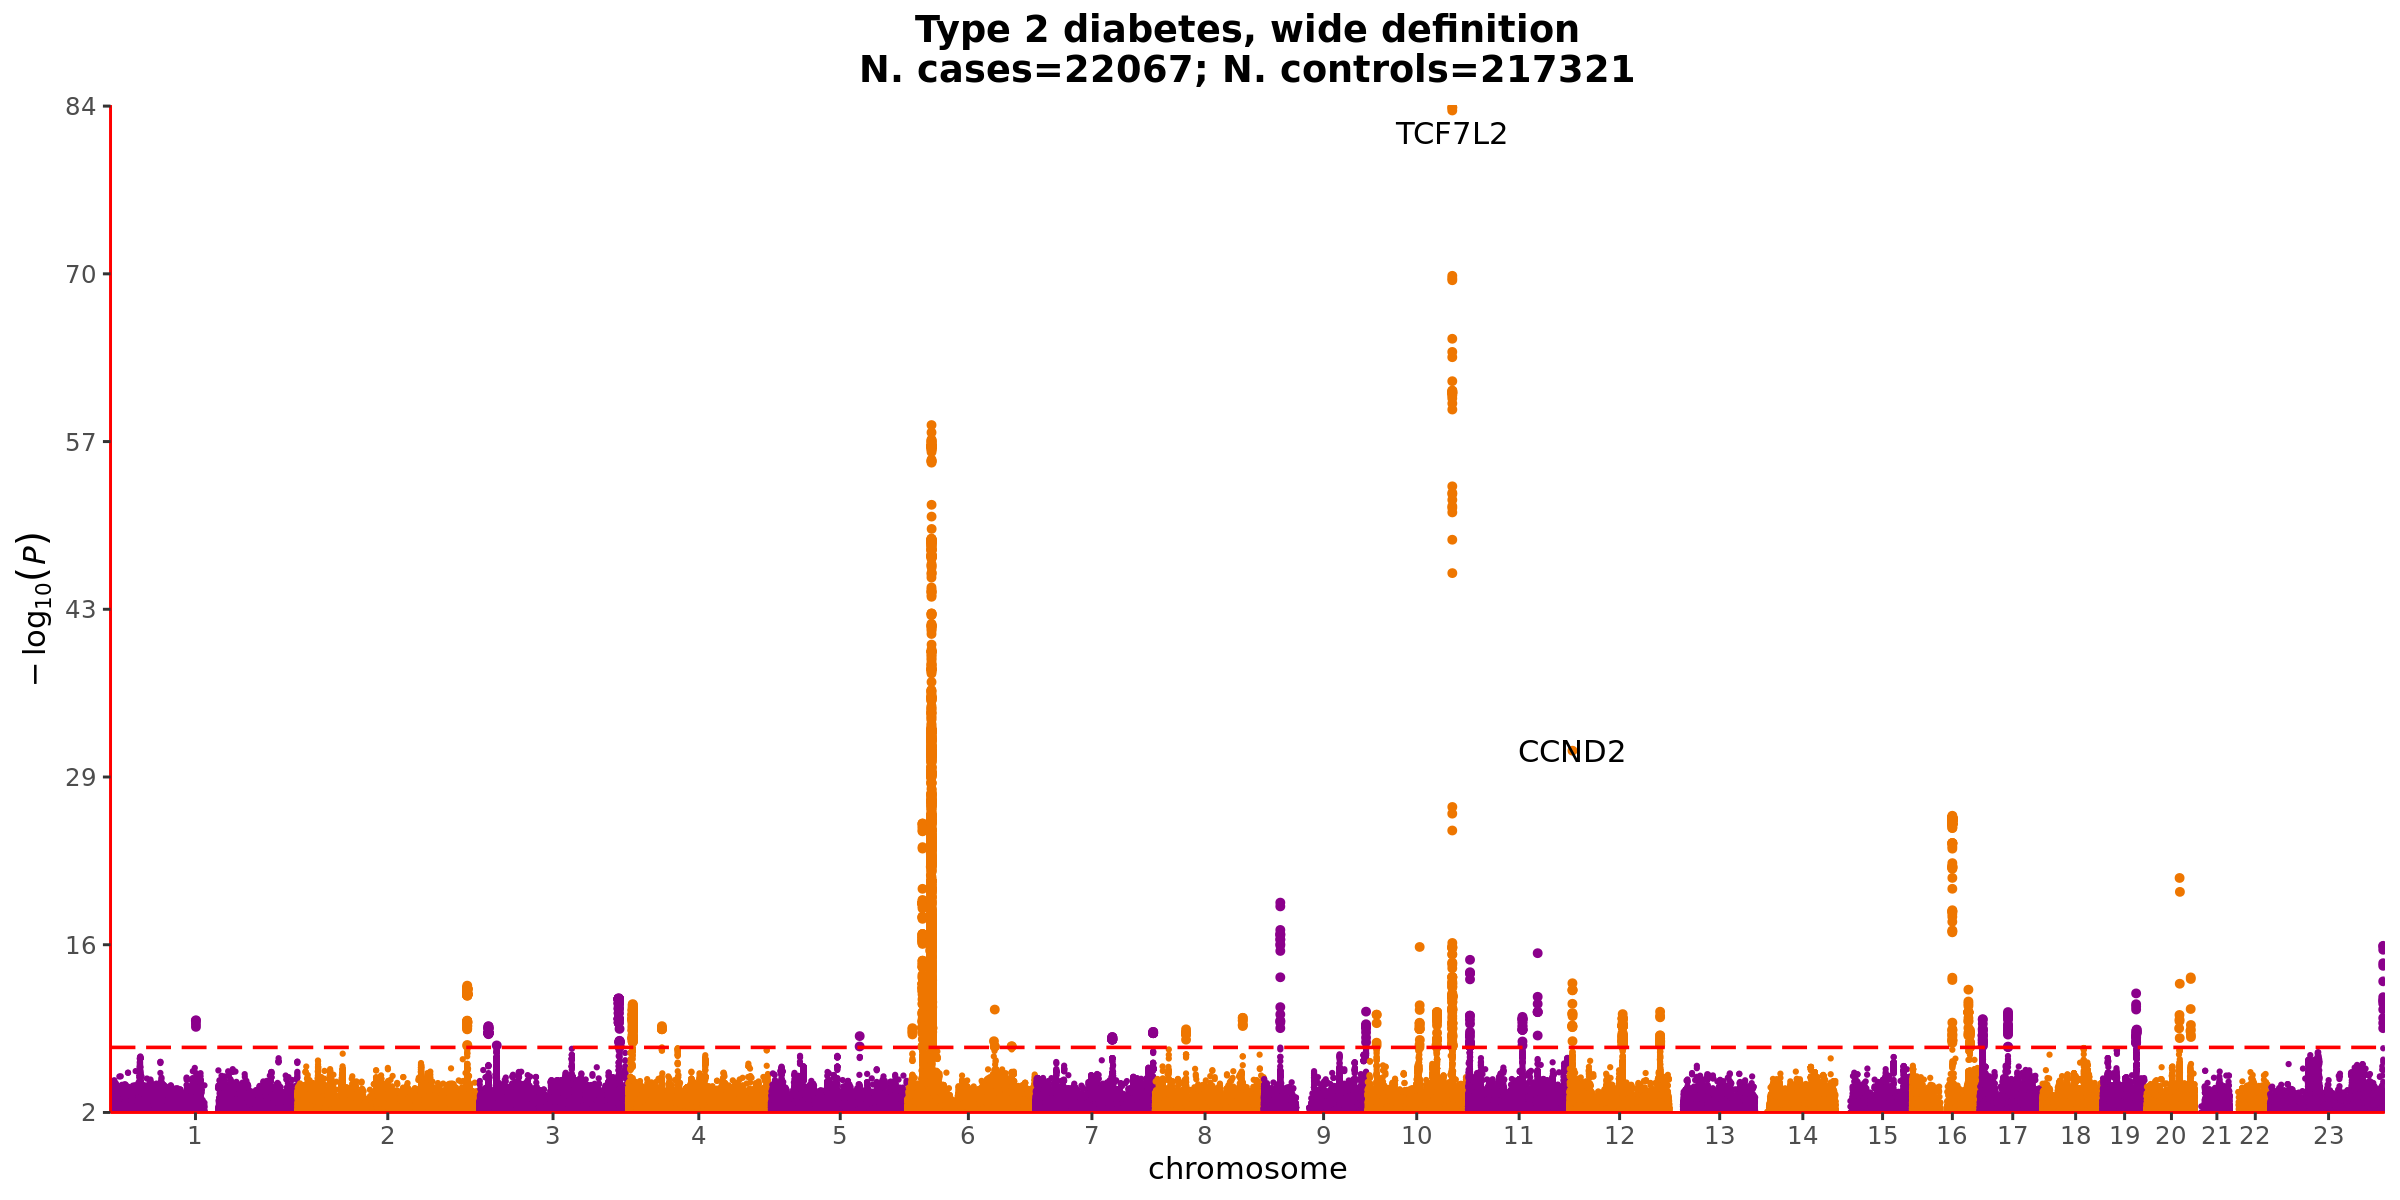 Type 2 diabetes, wide definition
N. cases=22067; N. controls=217321
84
TCF7L2
70
57
43
−log10(P)
CCND2
29
16
2
1 2 3 4 5 6 7 8 9 10 11 12 13 14 15 16 17 18 19 20 21 22 23
chromosome